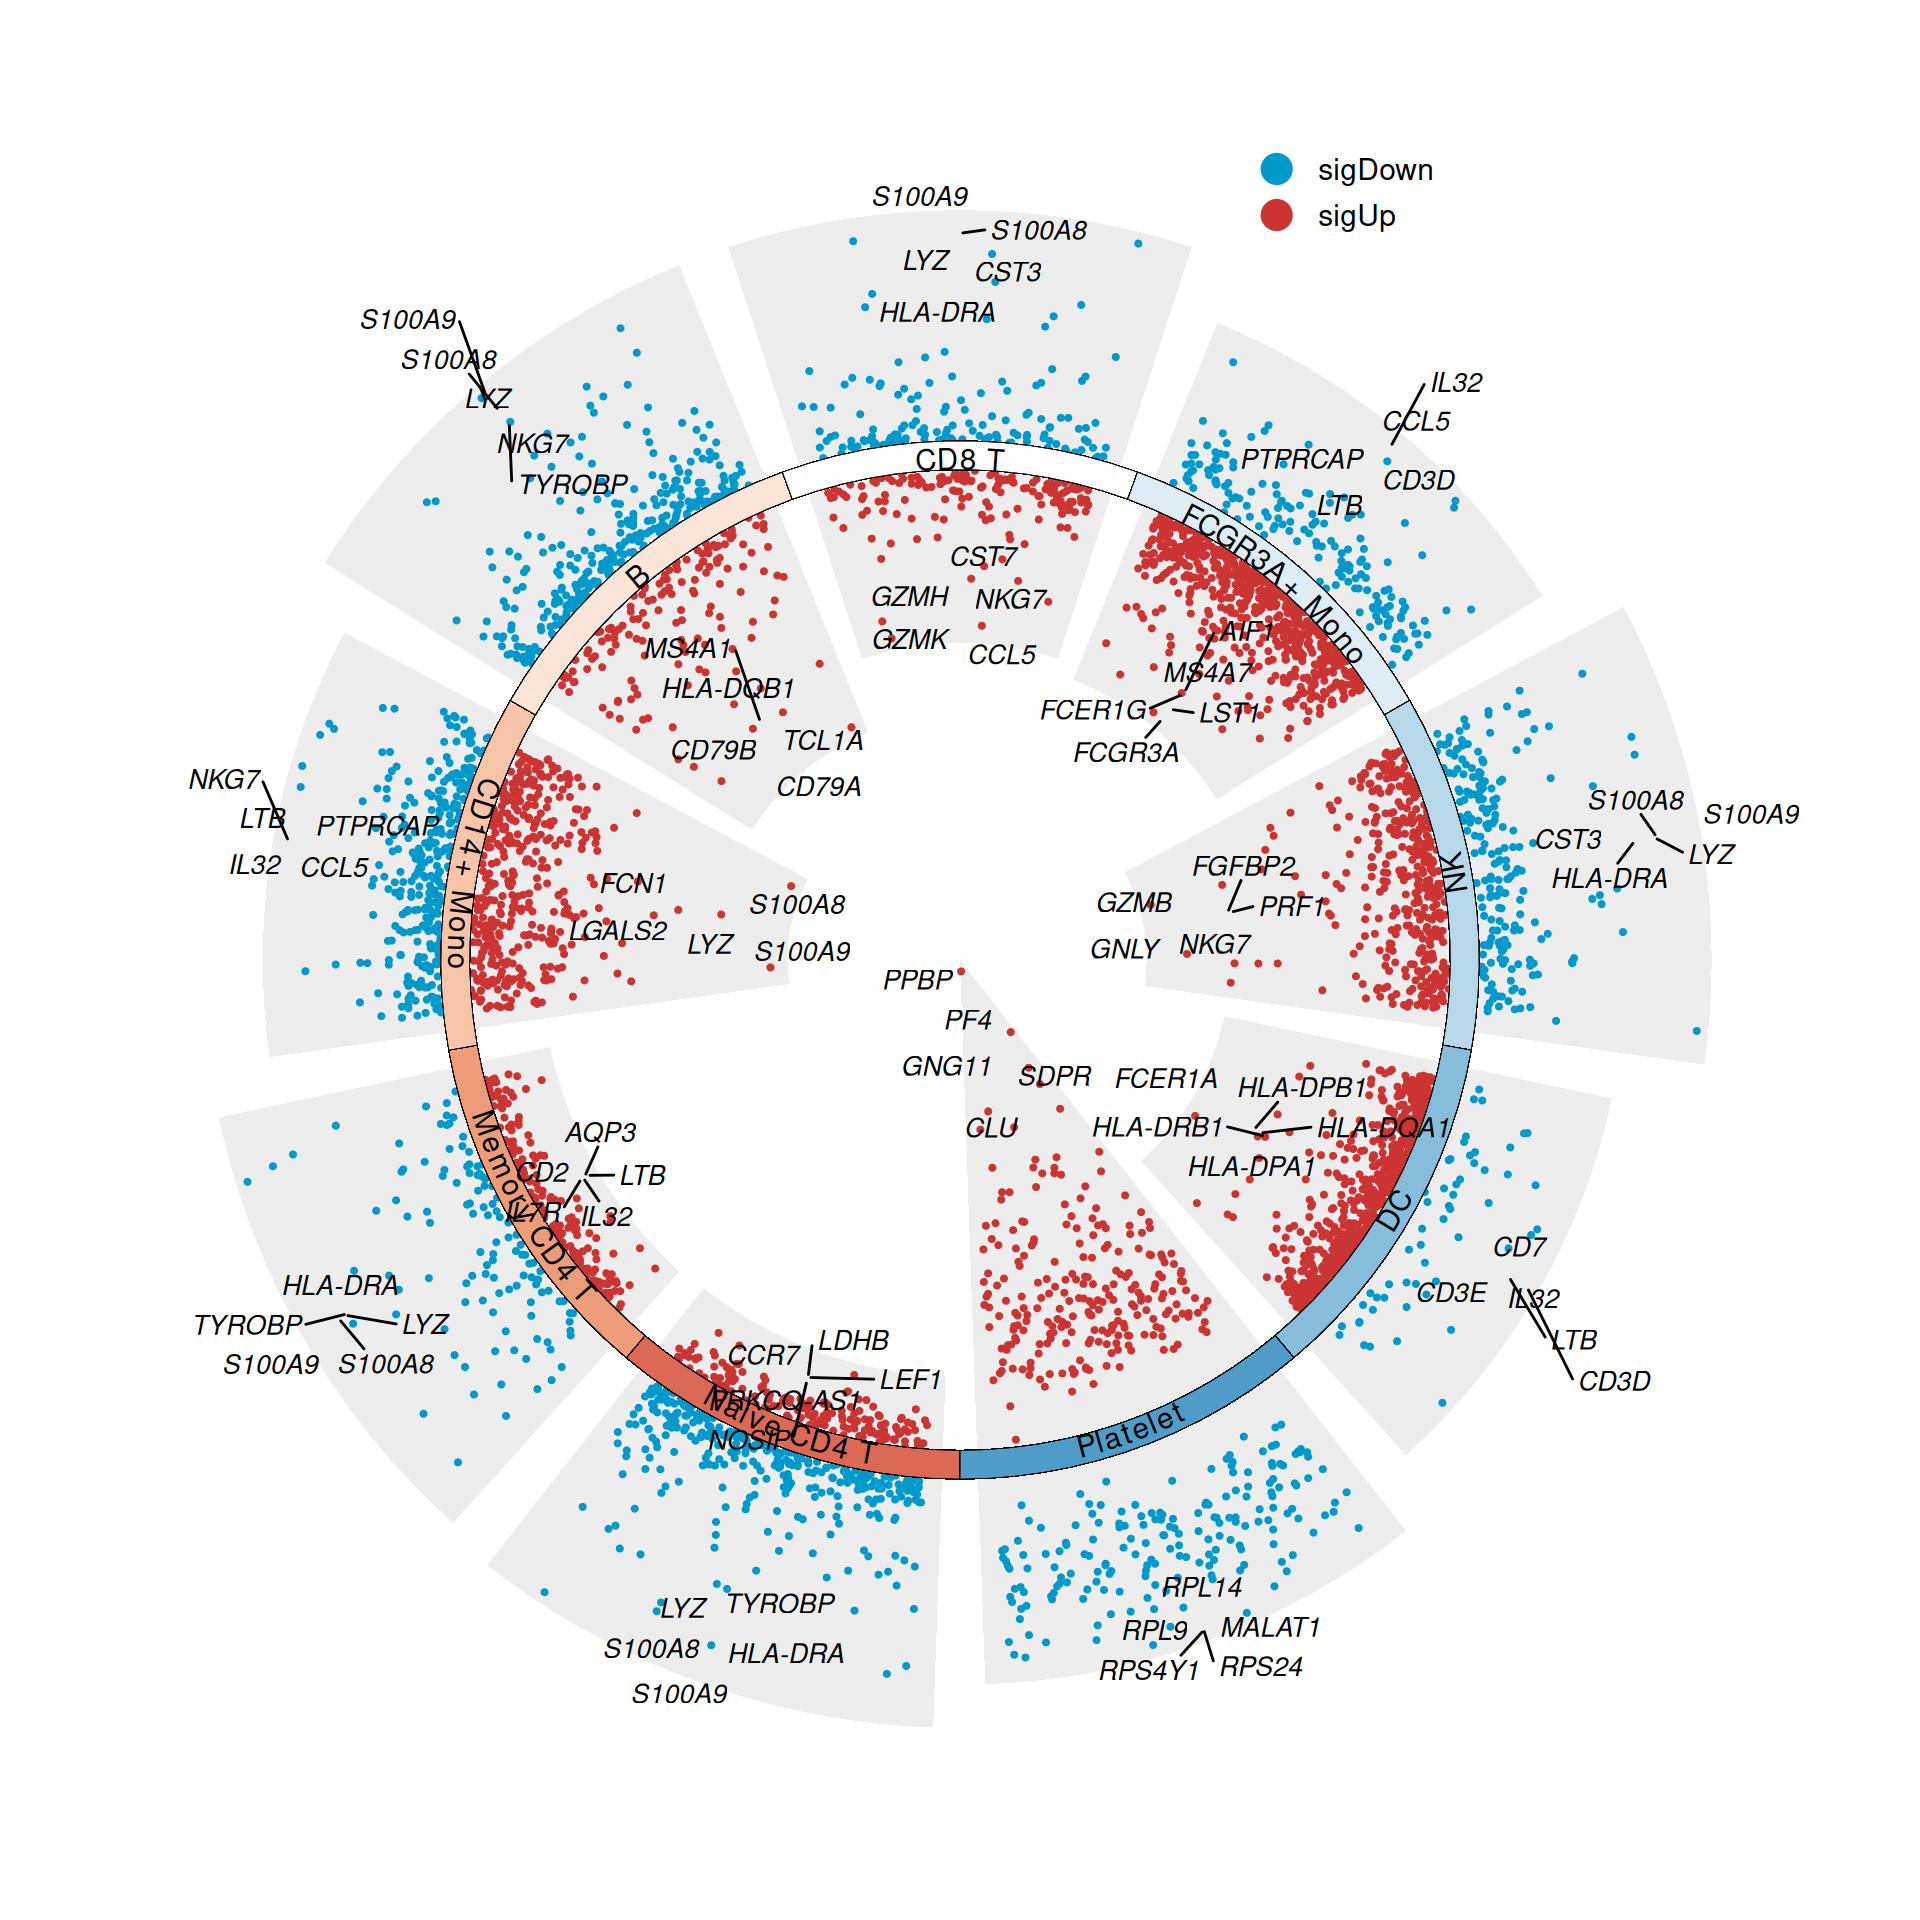 sigDown
sigUp
S100A9
S100A8
LYZ
CST3
HLA-DRA
CD8 T
CST7
GZMH
NKG7
GZMK
CCL5
IL32
CCL5
PTPRCAP
CD3D
LTB
FCGR3A+ Mono
AIF1
MS4A7
FCER1G
LST1
FCGR3A
S100A8
S100A9
CST3
LYZ
HLA-DRA
NK
FGFBP2
GZMB
PRF1
GNLY
NKG7
FCER1A
HLA-DPB1
HLA-DRB1
HLA-DQA1
HLA-DPA1
DC
CD7
CD3E
IL32
LTB
CD3D
PPBP
PF4
GNG11
SDPR
CLU
Platelet
RPL14
RPL9
MALAT1
RPS4Y1
RPS24
LDHB
CCR7
LEF1
PRKCQ-AS1
NOSIP
Naive CD4 T
LYZ
TYROBP
S100A8
HLA-DRA
S100A9
AQP3
CD2
LTB
IL7R
IL32
Memory CD4 T
HLA-DRA
TYROBP
LYZ
S100A9
S100A8
NKG7
LTB
PTPRCAP
IL32
CCL5
CD14+ Mono
FCN1
S100A8
LGALS2
LYZ
S100A9
S100A9
S100A8
LYZ
NKG7
TYROBP
B
MS4A1
HLA-DQB1
CD79B
TCL1A
CD79A